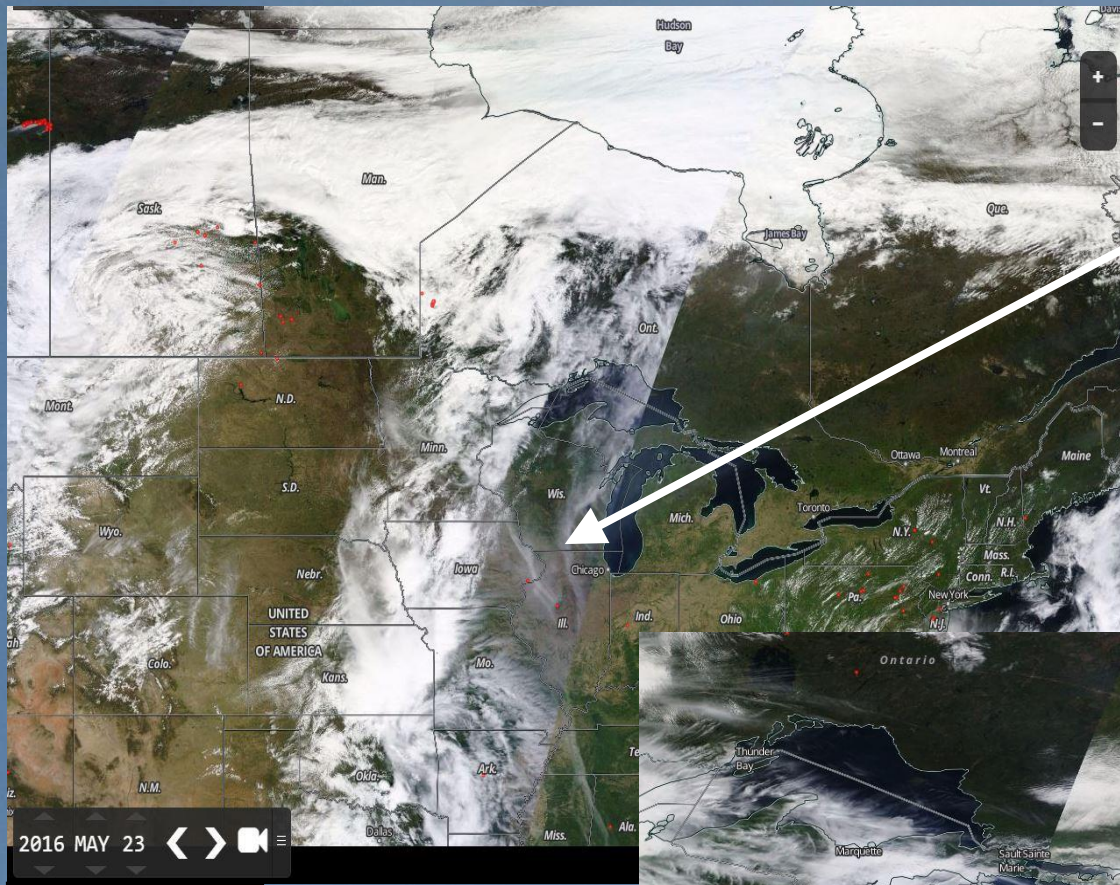 Hudson
Bay
Man.
Sask.
Que.
James Bay
Ont.
Mont.
N.D.
Minn.
Ottawa
Montreal
Maine
S.D.
Wis.
Mich.
Toronto
Vt.
N.H.
N.Y.
Wyo.
Mass.
Nebr.
Iowa
Chicago
Conn.
R.I.
New York
Pa.
UNITED
STATES
OF AMERICA
Ill.
Ind.
Ohio
N.J.
Colo.
Kans.
Mo.
Ontario
Thunder
Bay
Te
N.M.
Okla.
Ark.
Dallas
Miss.
Ala.
Marquette
Sault Sainte
Marie
2016 MAY 23
+
-